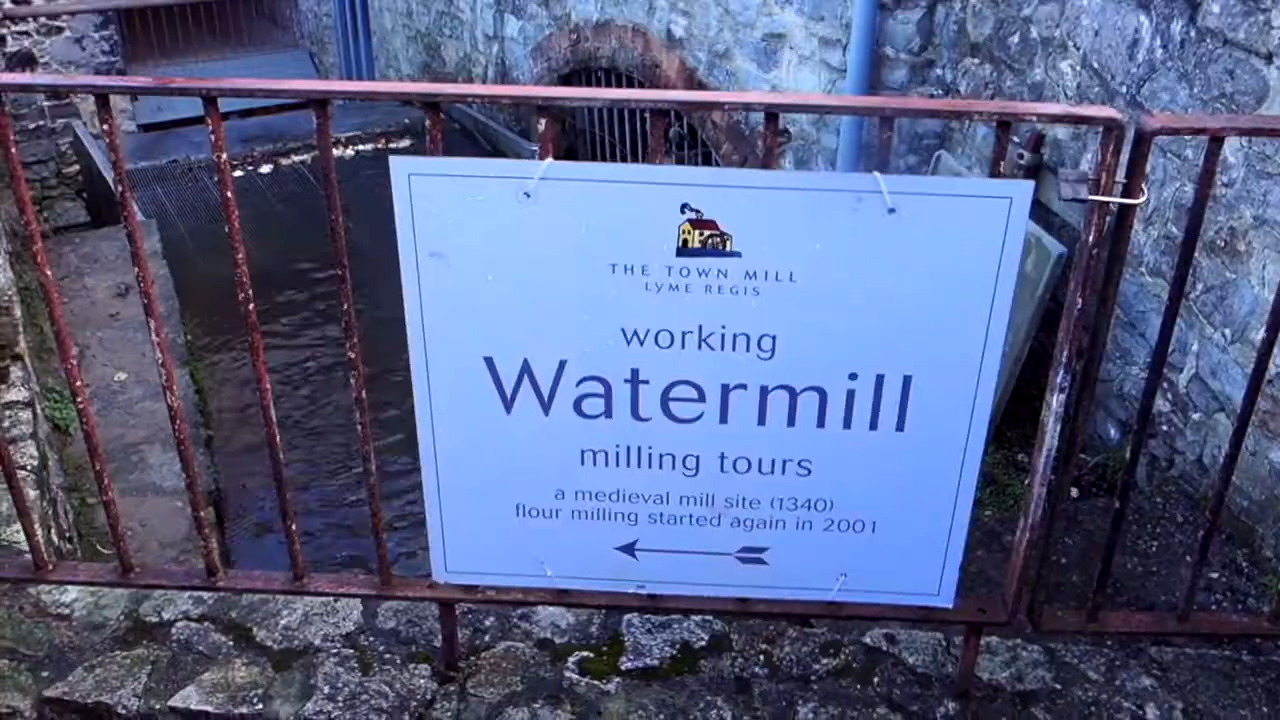 THE TOWN MILL
LyME REGIS
working
Watermill
milling tours
a medieval mill site (1340)
flour milling started again in 2001